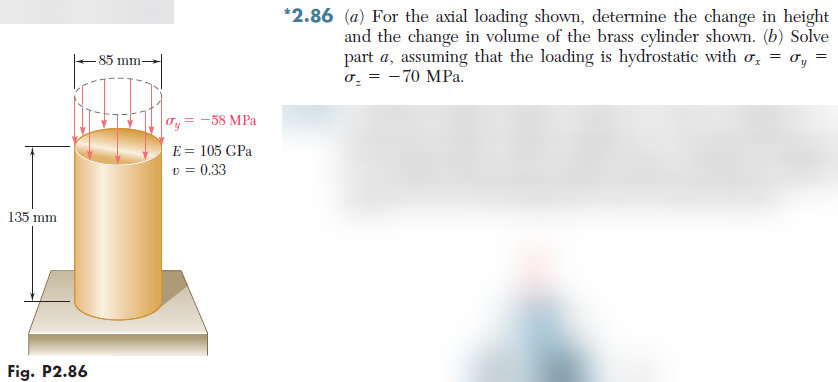 *2.86 (a) For the axial loading shown, determine the change in height
and the change in volume of the brass cylinder shown. (b) Solve
part a, assuming that the loading is hydrostatic with σx = σy =
σz = −70 MPa.
85 mm
σy = −58 MPa
E = 105 GPa
υ = 0.33
135 mm
Fig. P2.86